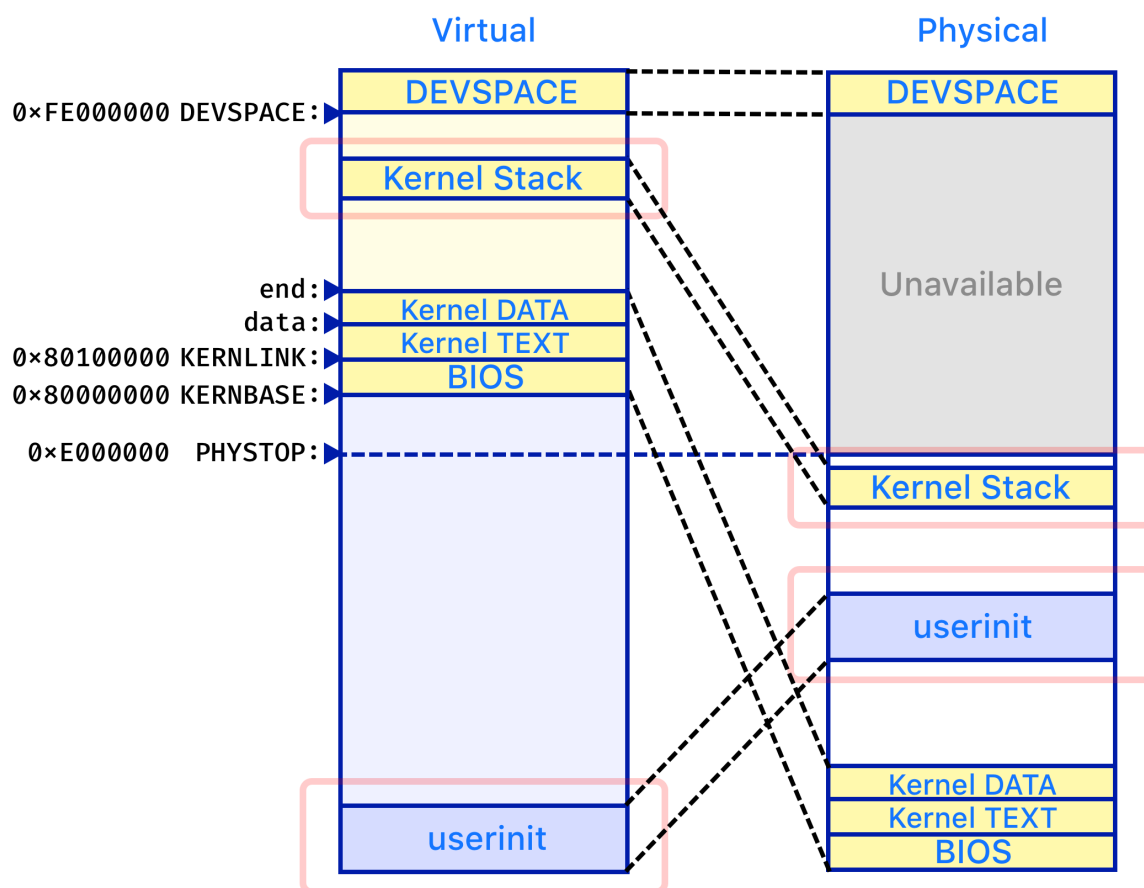 Virtual
Physical
DEVSPACE
DEVSPACE
0×FE000000 DEVSPACE:
Kernel Stack
Unavailable
end:
Kernel DATA
data:
Kernel TEXT
0×80100000 KERNLINK:
BIOS
0×80000000 KERNBASE:
0×E000000 PHYSTOP:
Kernel Stack
userinit
Kernel DATA
Kernel TEXT
userinit
BIOS